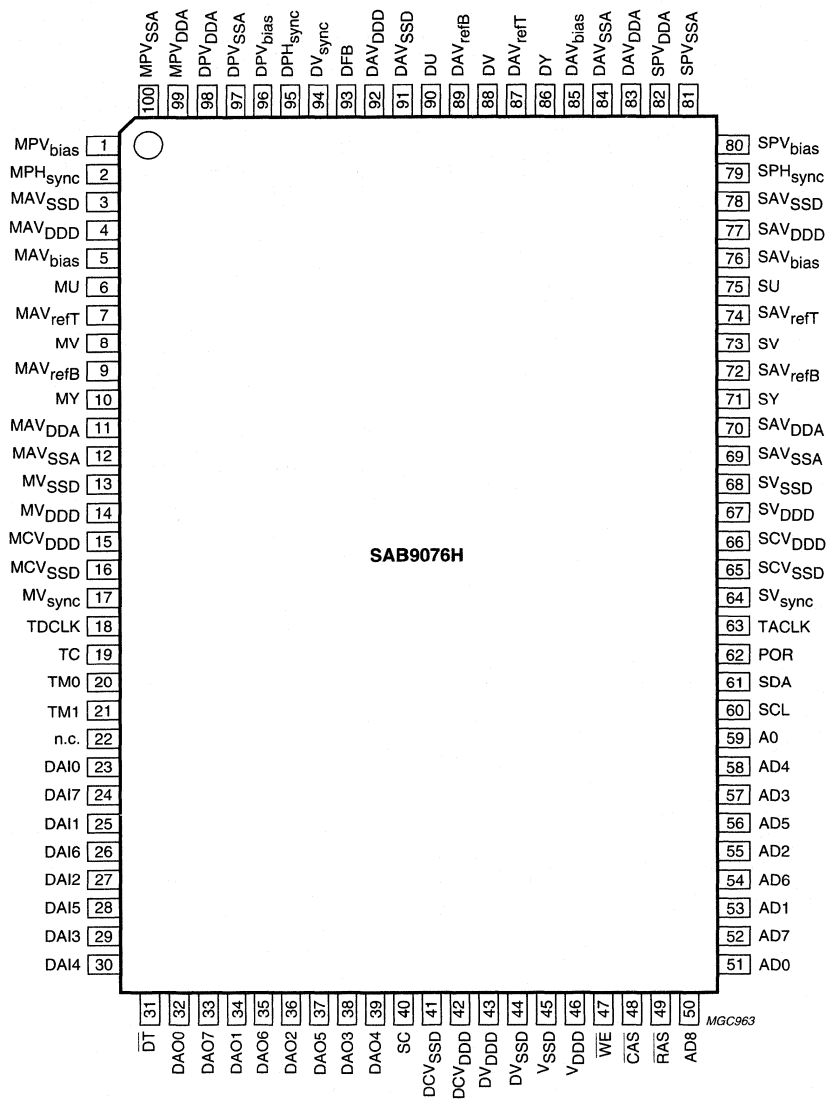 MPVSSA MPVDDA DPVDDA DPVSSA DPVbias DPHsync DVsync DFB DAVDDD DAVSSD DU DAVrefB DV DAVrefT DY DAVbias DAVSSA DAVDDA SPVDDA SPVSSA
100 99 98 97 96 95 94 93 92 91 90 89 88 87 86 85 84 83 82 81
MPVbias 1 80 SPVbias
MPHsync 2 79 SPHsync
MAVSSD 3 78 SAVSSD
MAVDDD 4 77 SAVDDD
MAVbias 5 76 SAVbias
MU 6 75 SU
MAVrefT 7 74 SAVrefT
MV 8 73 SV
MAVrefB 9 72 SAVrefB
MY 10 71 SY
MAVDDA 11 70 SAVDDA
MAVSSA 12 69 SAVSSA
MVSSD 13 68 SVSSD
MVDDD 14 67 SVDDD
MCVDDD 15 66 SCVDDD
SAB9076H
MCVSSD 16 65 SCVSSD
MVsync 17 64 SVsync
TDCLK 18 63 TACLK
TC 19 62 POR
TM0 20 61 SDA
TM1 21 60 SCL
n.c. 22 59 A0
DAI0 23 58 AD4
DAI7 24 57 AD3
DAI1 25 56 AD5
DAI6 26 55 AD2
DAI2 27 54 AD6
DAI5 28 53 AD1
DAI3 29 52 AD7
DAI4 30 51 AD0
31 32 33 34 35 36 37 38 39 40 41 42 43 44 45 46 47 48 49 50
MGC963
DT DAO0 DAO7 DAO1 DAO6 DAO2 DAO5 DAO3 DAO4 SC DCVSSD DCVDDD DVDDD DVSSD VSSD VDDD WE CAS RAS AD8